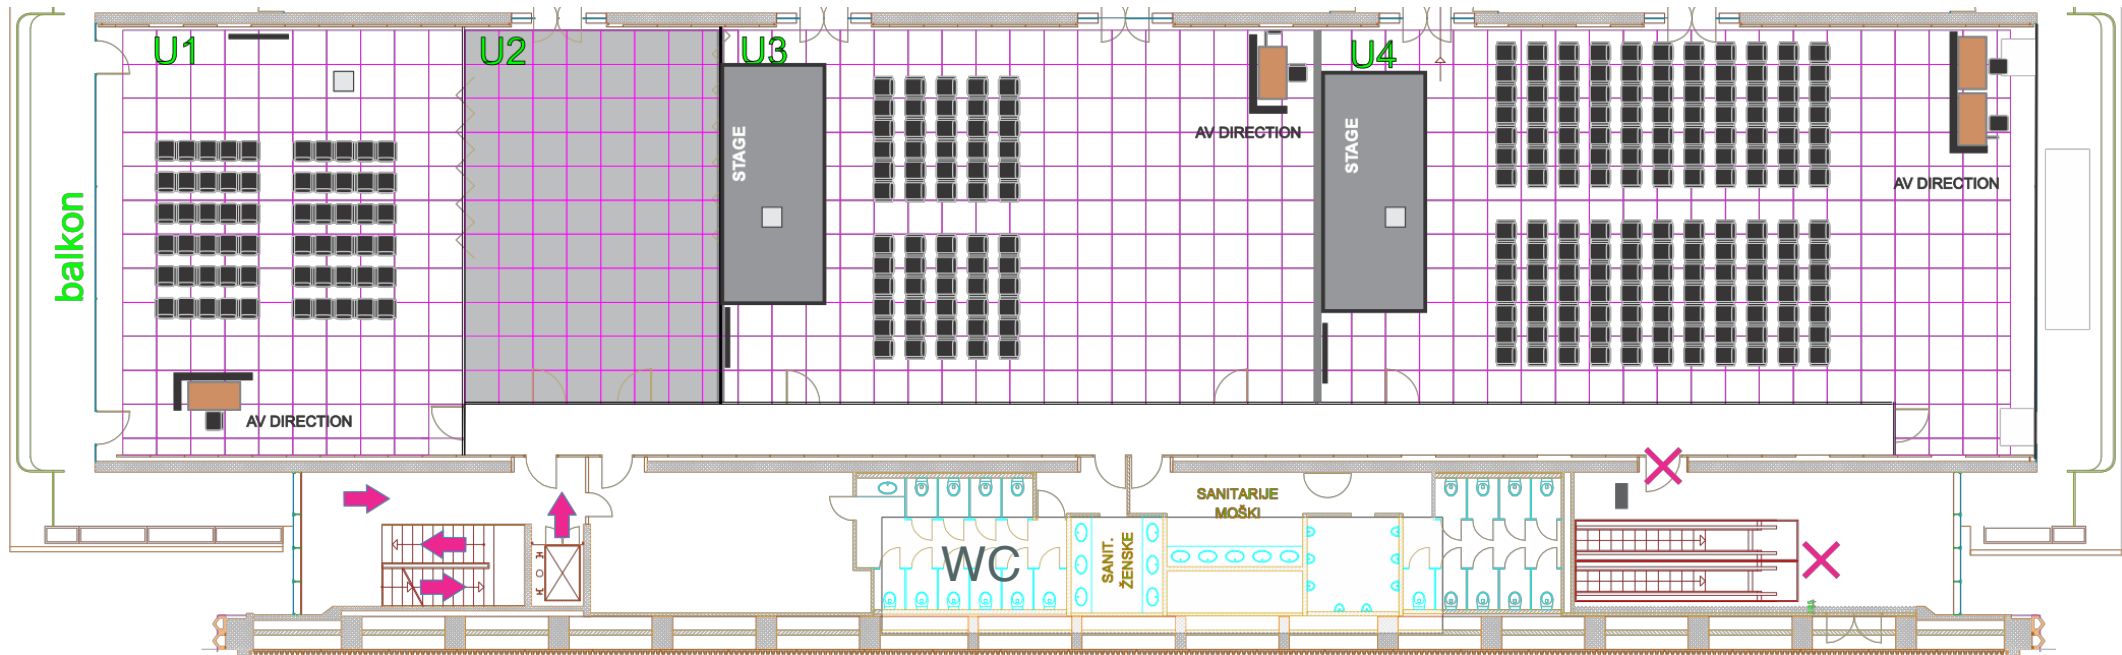 U1
U2
U3
U4
STAGE
STAGE
AV DIRECTION
AV DIRECTION
balkon
AV DIRECTION
SANITARIJE
MOŠKI
WC
SANIT.
ŽENSKE